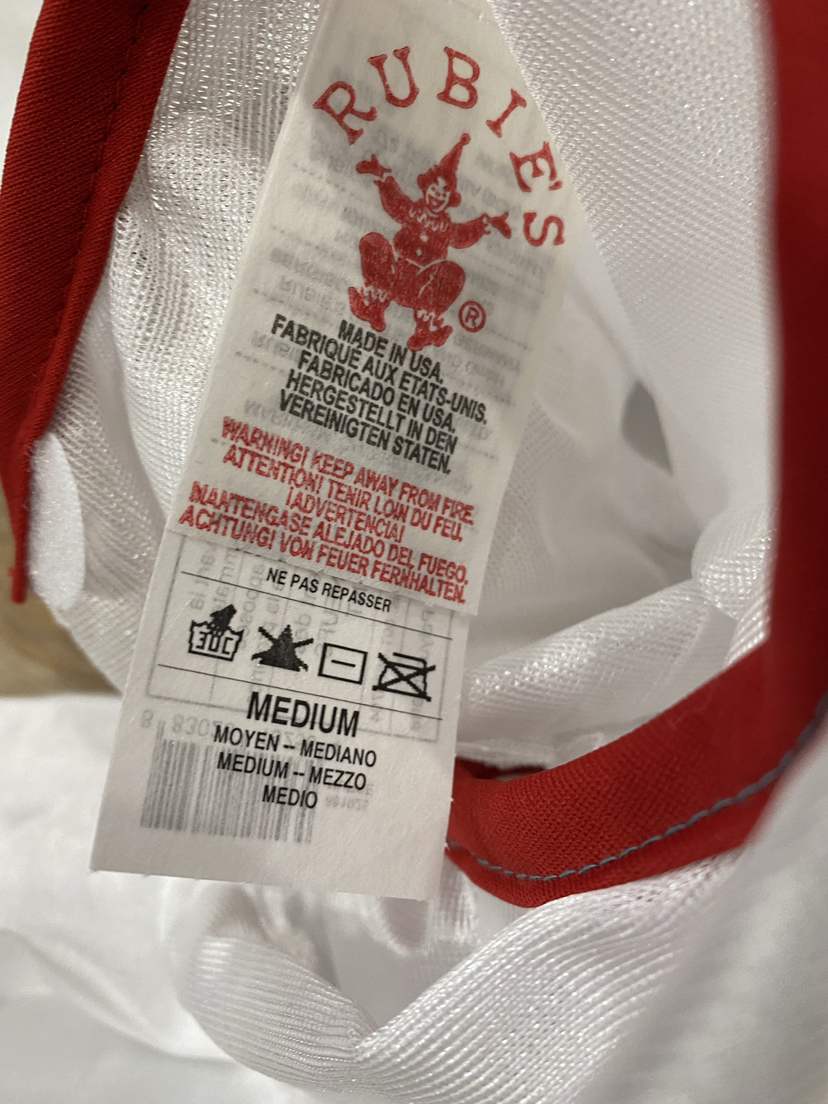 RUBIE'S
®
MADE IN USA.
FABRIQUÉ AUX ETATS-UNIS.
FABRICADO EN USA.
HERGESTELLT IN DEN
VEREINIGTEN STATEN.
WARNING! KEEP AWAY FROM FIRE.
ATTENTION! TENIR LOIN DU FEU.
¡ADVERTENCIA!
MANTENGASE ALEJADO DEL FUEGO.
ACHTUNG! VOM FEUER FERNHALTEN.
NE PAS REPASSER
30C
MEDIUM
MOYEN -- MEDIANO
MEDIUM -- MEZZO
MEDIO